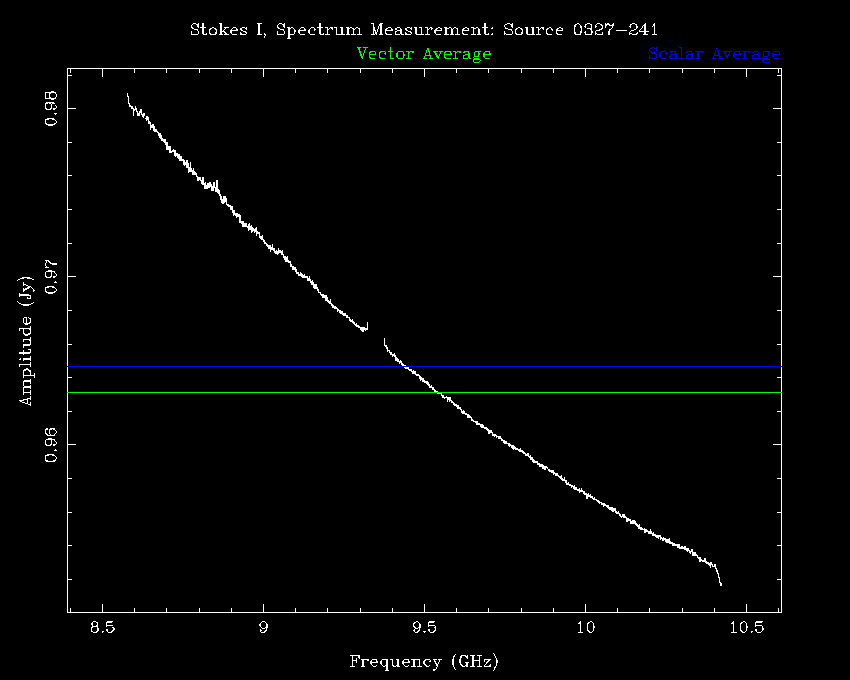 Stokes I, Spectrum Measurement: Source 0327−241
Vector Average
Scalar Average
0.98
0.97
0.96
Amplitude (Jy)
8.5
9
9.5
10
10.5
Frequency (GHz)